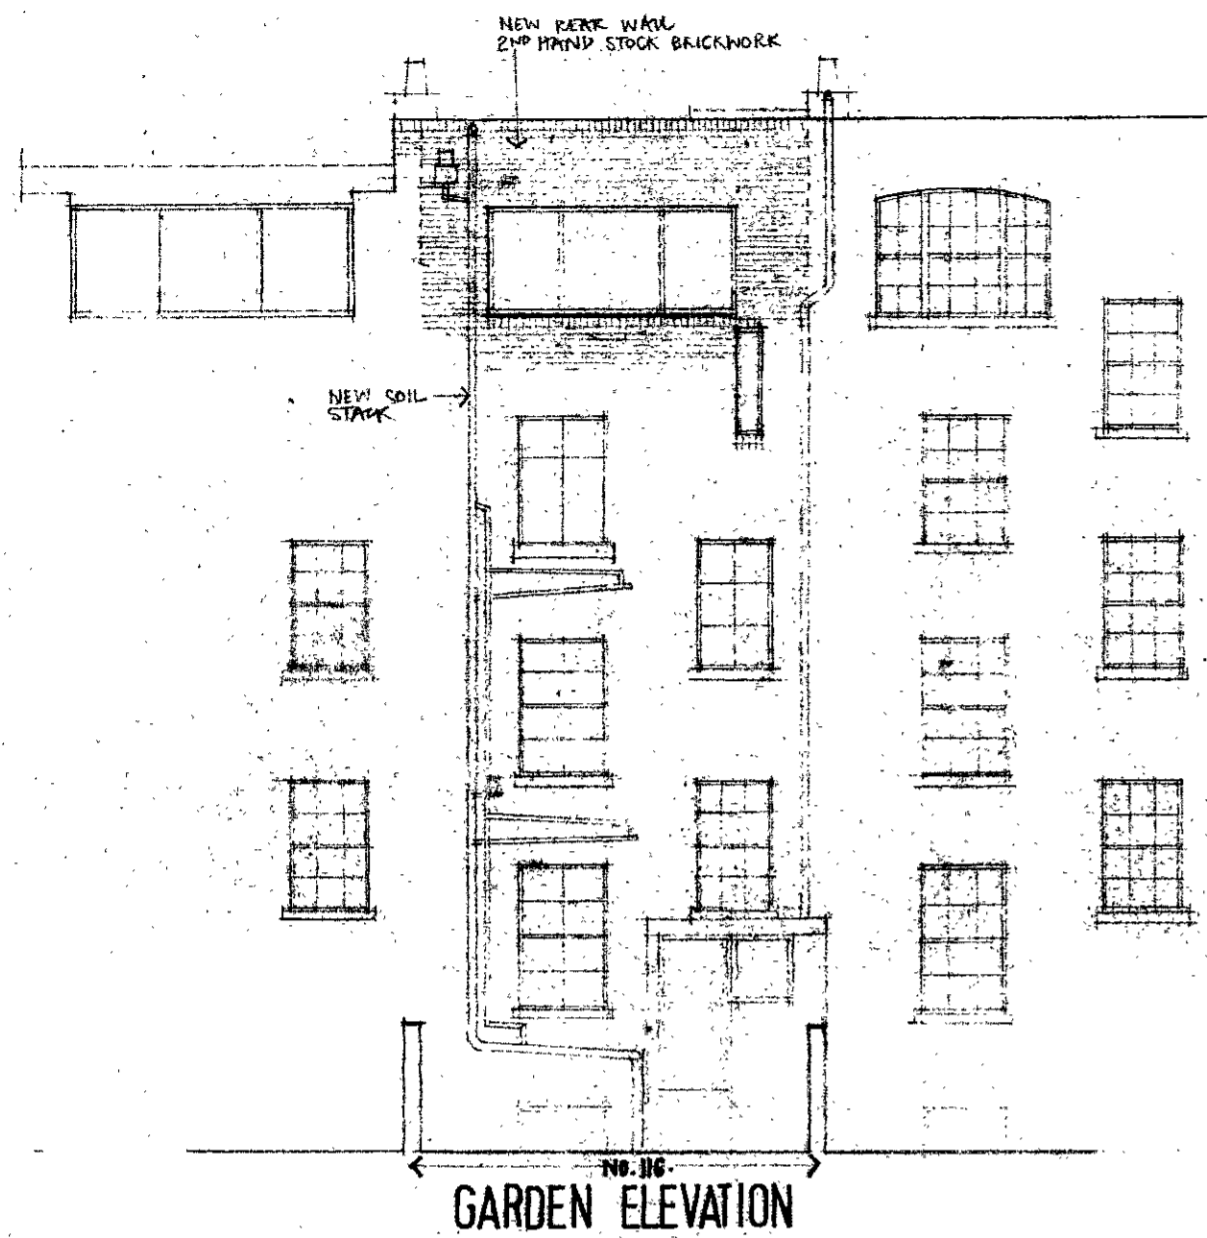 NEW REAR WALL
2ND HAND STOCK BRICKWORK
NEW SOIL
STACK
No. 116.
GARDEN ELEVATION